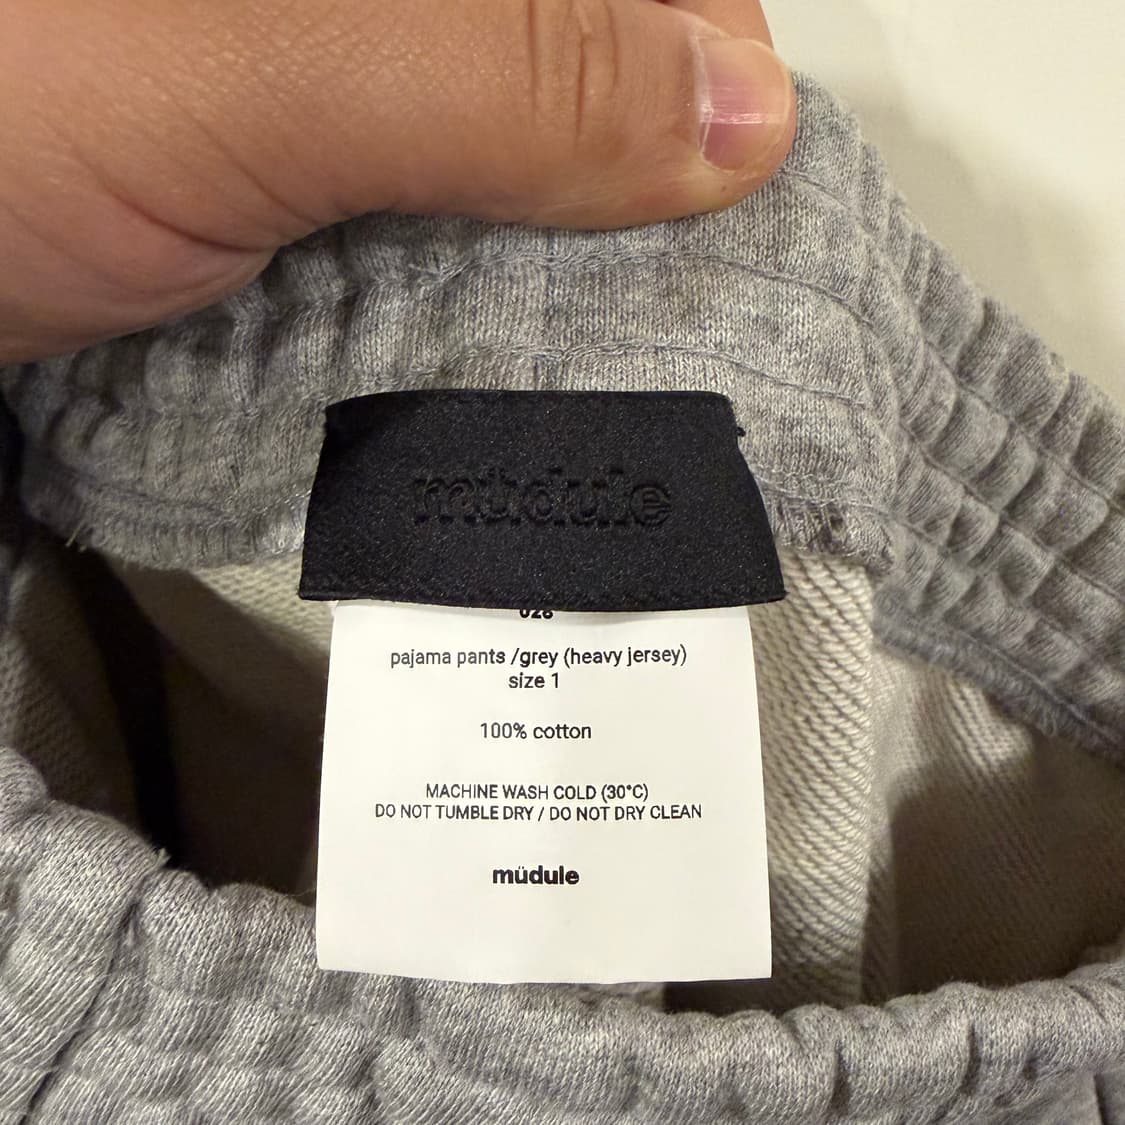 müdule
028
pajama pants /grey (heavy jersey)
size 1
100% cotton
MACHINE WASH COLD (30°C)
DO NOT TUMBLE DRY / DO NOT DRY CLEAN
müdule